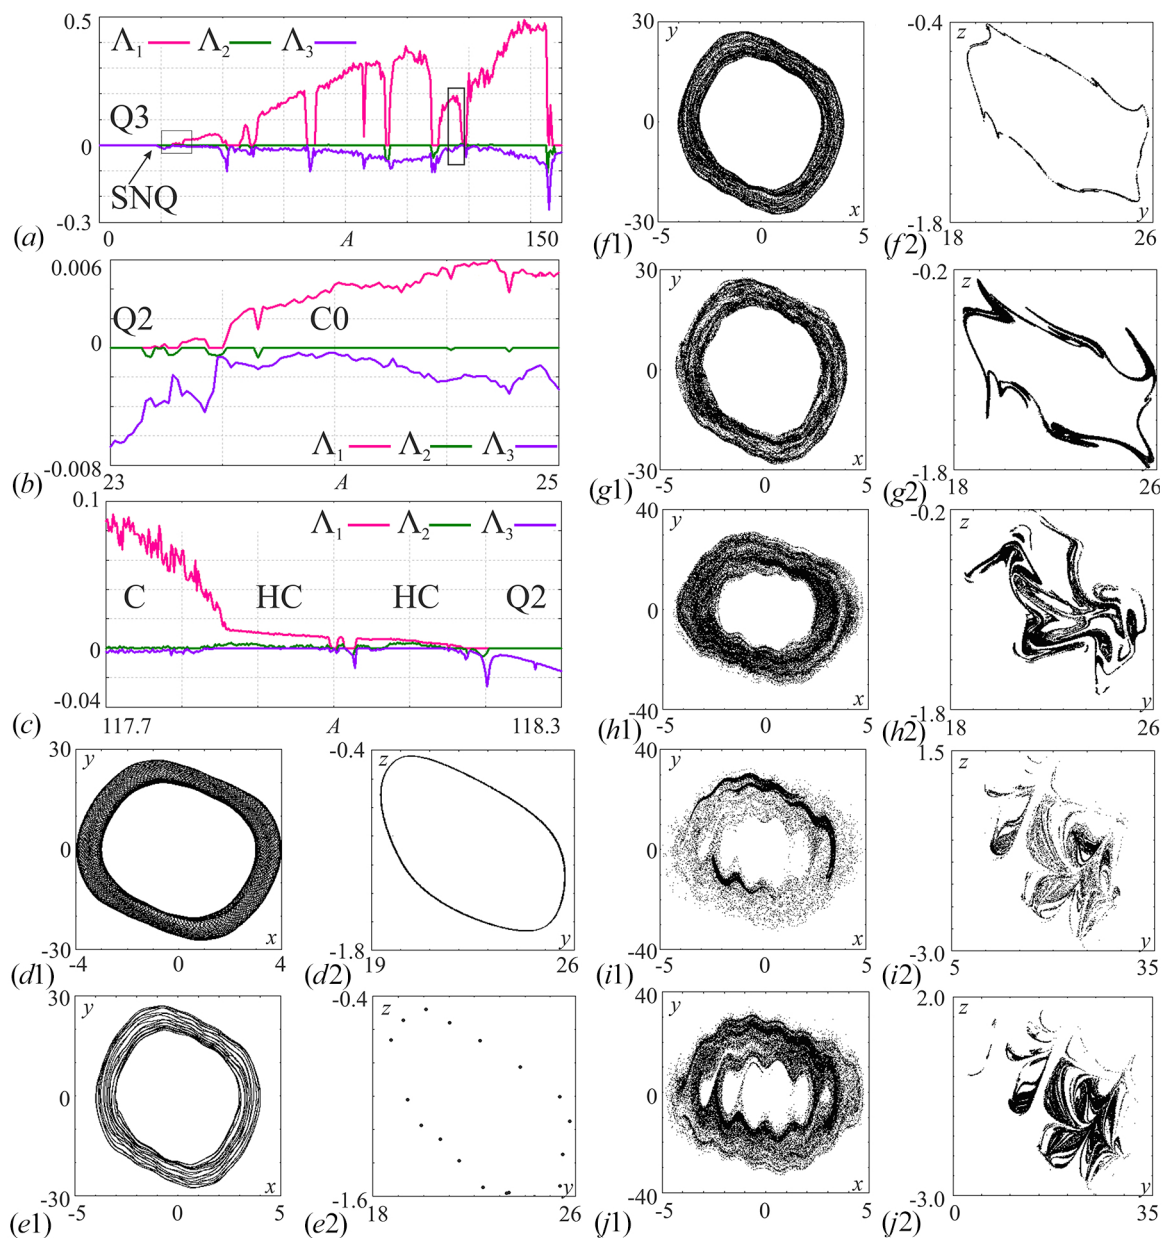 0.5
Λ1 Λ2 Λ3
Q3
0
SNQ
-0.3
(a) 0 A 150
0.006
Q2 C0
0
Λ1 Λ2 Λ3
-0.008
(b) 23 A 25
0.1
Λ1 Λ2 Λ3
C HC HC Q2
0
-0.04
(c) 117.7 A 118.3
30
y
0
-30 x
(d1) -4 0 4
-0.4
z
-1.8 y
(d2) 19 26
30
y
0
-30 x
(e1) -5 0 5
-0.4
z
-1.6 y
(e2) 18 26
30
y
0
-30 x
(f1) -5 0 5
-0.4
z
-1.8 y
(f2) 18 26
30
y
0
-30 x
(g1) -5 0 5
-0.2
z
-1.8 y
(g2) 18 26
40
y
20
0
-20
-40 x
(h1) -5 0 5
-0.2
z
-1.8 y
(h2) 18 26
40
y
20
0
-20
-40 x
(i1) -5 0 5
1.5
z
-3.0 y
(i2) 5 35
40
y
20
0
-20
-40 x
(j1) -5 0 5
2.0
z
-3.0 y
(j2) 0 35